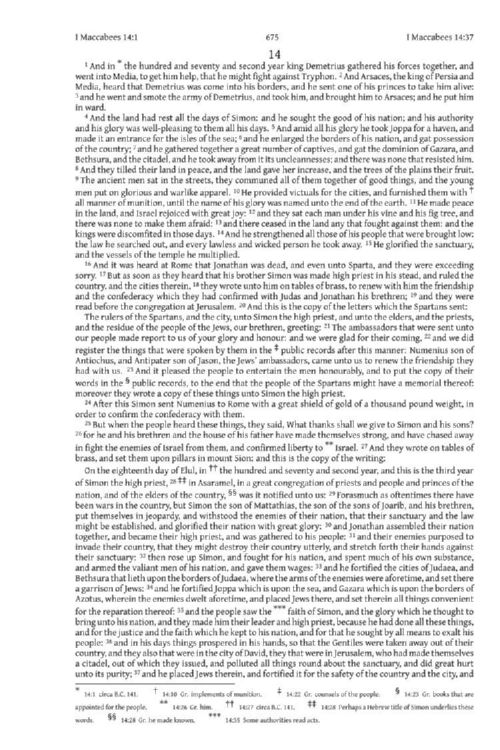 I Maccabees 14:1 675 I Maccabees 14:37
14
1 And in * the hundred and seventy and second year king Demetrius gathered his forces together, and
went into Media, to get him help, that he might fight against Tryphon. 2 And Arsaces, the king of Persia and
Media, heard that Demetrius was come into his borders, and he sent one of his princes to take him alive:
3 and he went and smote the army of Demetrius, and took him, and brought him to Arsaces; and he put him
in ward.
4 And the land had rest all the days of Simon: and he sought the good of his nation; and his authority
and his glory was well-pleasing to them all his days. 5 And amid all his glory he took Joppa for a haven, and
made it an entrance for the isles of the sea; 6 and he enlarged the borders of his nation, and gat possession
of the country; 7 and he gathered together a great number of captives, and gat the dominion of Gazara, and
Bethsura, and the citadel, and he took away from it its uncleannesses; and there was none that resisted him.
8 And they tilled their land in peace, and the land gave her increase, and the trees of the plains their fruit.
9 The ancient men sat in the streets, they communed all of them together of good things, and the young
men put on glorious and warlike apparel. 10 He provided victuals for the cities, and furnished them with †
all manner of munition, until the name of his glory was named unto the end of the earth. 11 He made peace
in the land, and Israel rejoiced with great joy: 12 and they sat each man under his vine and his fig tree, and
there was none to make them afraid: 13 and there ceased in the land any that fought against them: and the
kings were discomfited in those days. 14 And he strengthened all those of his people that were brought low:
the law he searched out, and every lawless and wicked person he took away. 15 He glorified the sanctuary,
and the vessels of the temple he multiplied.
16 And it was heard at Rome that Jonathan was dead, and even unto Sparta, and they were exceeding
sorry. 17 But as soon as they heard that his brother Simon was made high priest in his stead, and ruled the
country, and the cities therein, 18 they wrote unto him on tables of brass, to renew with him the friendship
and the confederacy which they had confirmed with Judas and Jonathan his brethren; 19 and they were
read before the congregation at Jerusalem. 20 And this is the copy of the letters which the Spartans sent:
The rulers of the Spartans, and the city, unto Simon the high priest, and unto the elders, and the priests,
and the residue of the people of the Jews, our brethren, greeting: 21 The ambassadors that were sent unto
our people made report to us of your glory and honour: and we were glad for their coming, 22 and we did
register the things that were spoken by them in the ‡ public records after this manner: Numenius son of
Antiochus, and Antipater son of Jason, the Jews' ambassadors, came unto us to renew the friendship they
had with us. 23 And it pleased the people to entertain the men honourably, and to put the copy of their
words in the § public records, to the end that the people of the Spartans might have a memorial thereof:
moreover they wrote a copy of these things unto Simon the high priest.
24 After this Simon sent Numenius to Rome with a great shield of gold of a thousand pound weight, in
order to confirm the confederacy with them.
25 But when the people heard these things, they said, What thanks shall we give to Simon and his sons?
26 for he and his brethren and the house of his father have made themselves strong, and have chased away
in fight the enemies of Israel from them, and confirmed liberty to ** Israel. 27 And they wrote on tables of
brass, and set them upon pillars in mount Sion: and this is the copy of the writing:
On the eighteenth day of Elul, in †† the hundred and seventy and second year, and this is the third year
of Simon the high priest, 28 ‡‡ in Asaramel, in a great congregation of priests and people and princes of the
nation, and of the elders of the country, §§ was it notified unto us: 29 Forasmuch as oftentimes there have
been wars in the country, but Simon the son of Mattathias, the son of the sons of Joarib, and his brethren,
put themselves in jeopardy, and withstood the enemies of their nation, that their sanctuary and the law
might be established, and glorified their nation with great glory: 30 and Jonathan assembled their nation
together, and became their high priest, and was gathered to his people: 31 and their enemies purposed to
invade their country, that they might destroy their country utterly, and stretch forth their hands against
their sanctuary: 32 then rose up Simon, and fought for his nation, and spent much of his own substance,
and armed the valiant men of his nation, and gave them wages: 33 and he fortified the cities of Judaea, and
Bethsura that lieth upon the borders of Judaea, where the arms of the enemies were aforetime, and set there
a garrison of Jews: 34 and he fortified Joppa which is upon the sea, and Gazara which is upon the borders of
Azotus, wherein the enemies dwelt aforetime, and placed Jews there, and set therein all things convenient
for the reparation thereof: 35 and the people saw the *** faith of Simon, and the glory which he thought to
bring unto his nation, and they made him their leader and high priest, because he had done all these things,
and for the justice and the faith which he kept to his nation, and for that he sought by all means to exalt his
people: 36 and in his days things prospered in his hands, so that the Gentiles were taken away out of their
country, and they also that were in the city of David, they that were in Jerusalem, who had made themselves
a citadel, out of which they issued, and polluted all things round about the sanctuary, and did great hurt
unto its purity; 37 and he placed Jews therein, and fortified it for the safety of the country and the city, and
* 14:1 circa B.C. 141. † 14:10 Gr. implements of munition. ‡ 14:22 Gr. counsels of the people. § 14:23 Gr. books that are
appointed for the people. ** 14:26 Gr. him. †† 14:27 circa B.C. 141. ‡‡ 14:28 Perhaps a Hebrew title of Simon underlies these
words. §§ 14:28 Gr. he made known. *** 14:35 Some authorities read acts.